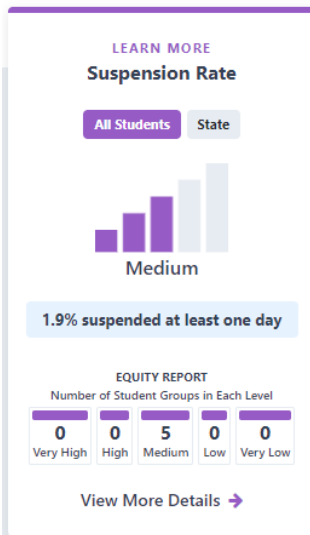 LEARN MORE
Suspension Rate
All Students State
Medium
1.9% suspended at least one day
EQUITY REPORT
Number of Student Groups in Each Level
0 0 5 0 0
Very High High Medium Low Very Low
View More Details